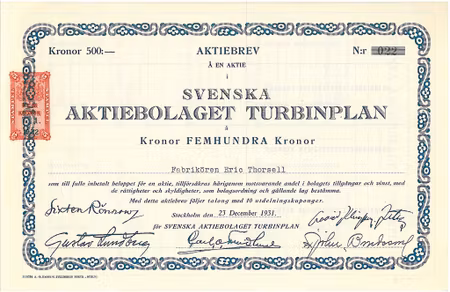 Kronor 500:— AKTIEBREV N:r 022
Å EN AKTIE
i
SVENSKA
AKTIEBOLAGET TURBINPLAN
å
Kronor FEMHUNDRA Kronor
Fabrikören Eric Thorsell
som till fullo inbetalt beloppet för en aktie, tillförsäkras härigenom motsvarande andel i bolagets tillgångar och vinst, med
de rättigheter och skyldigheter, som bolagsordning och gällande lag bestämma.
Med detta aktiebrev följer talong med 10 utdelningskuponger.
Stockholm den 23 December 1931.
för SVENSKA AKTIEBOLAGET TURBINPLAN
Gustav Lundberg